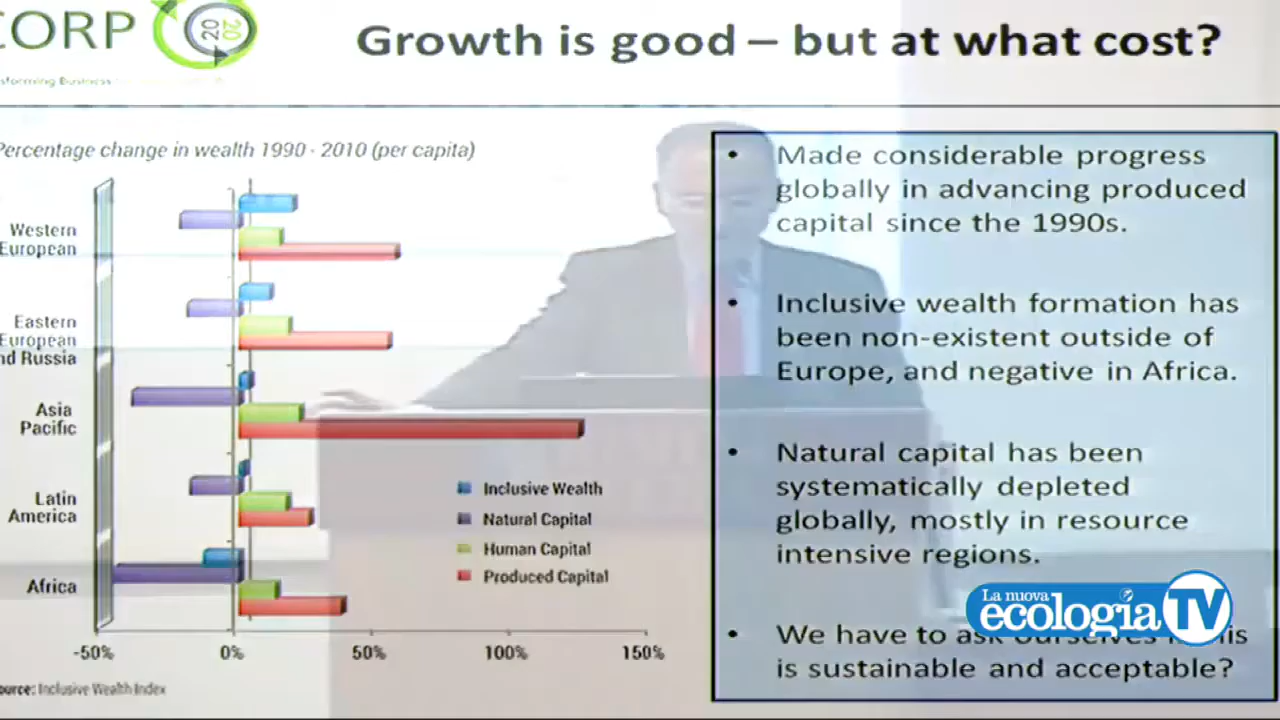 CORP
2020
Growth is good – but at what cost?
Percentage change in wealth 1990 - 2010 (per capita)
Western
European
Eastern
European
nd Russia
Asia
Pacific
Latin
America
Africa
Inclusive Wealth
Natural Capital
Human Capital
Produced Capital
-50% 0% 50% 100% 150%
ource: Inclusive Wealth Index
• Made considerable progress
globally in advancing produced
capital since the 1990s.
• Inclusive wealth formation has
been non-existent outside of
Europe, and negative in Africa.
• Natural capital has been
systematically depleted
globally, mostly in resource
intensive regions.
• We have to ask ourselves
is sustainable and acceptable?
La nuova
ecologia TV